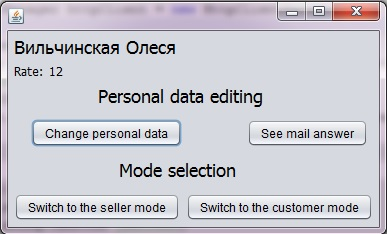 Вильчинская Олеся
Rate: 12
Personal data editing
Change personal data
See mail answer
Mode selection
Switch to the seller mode
Switch to the customer mode